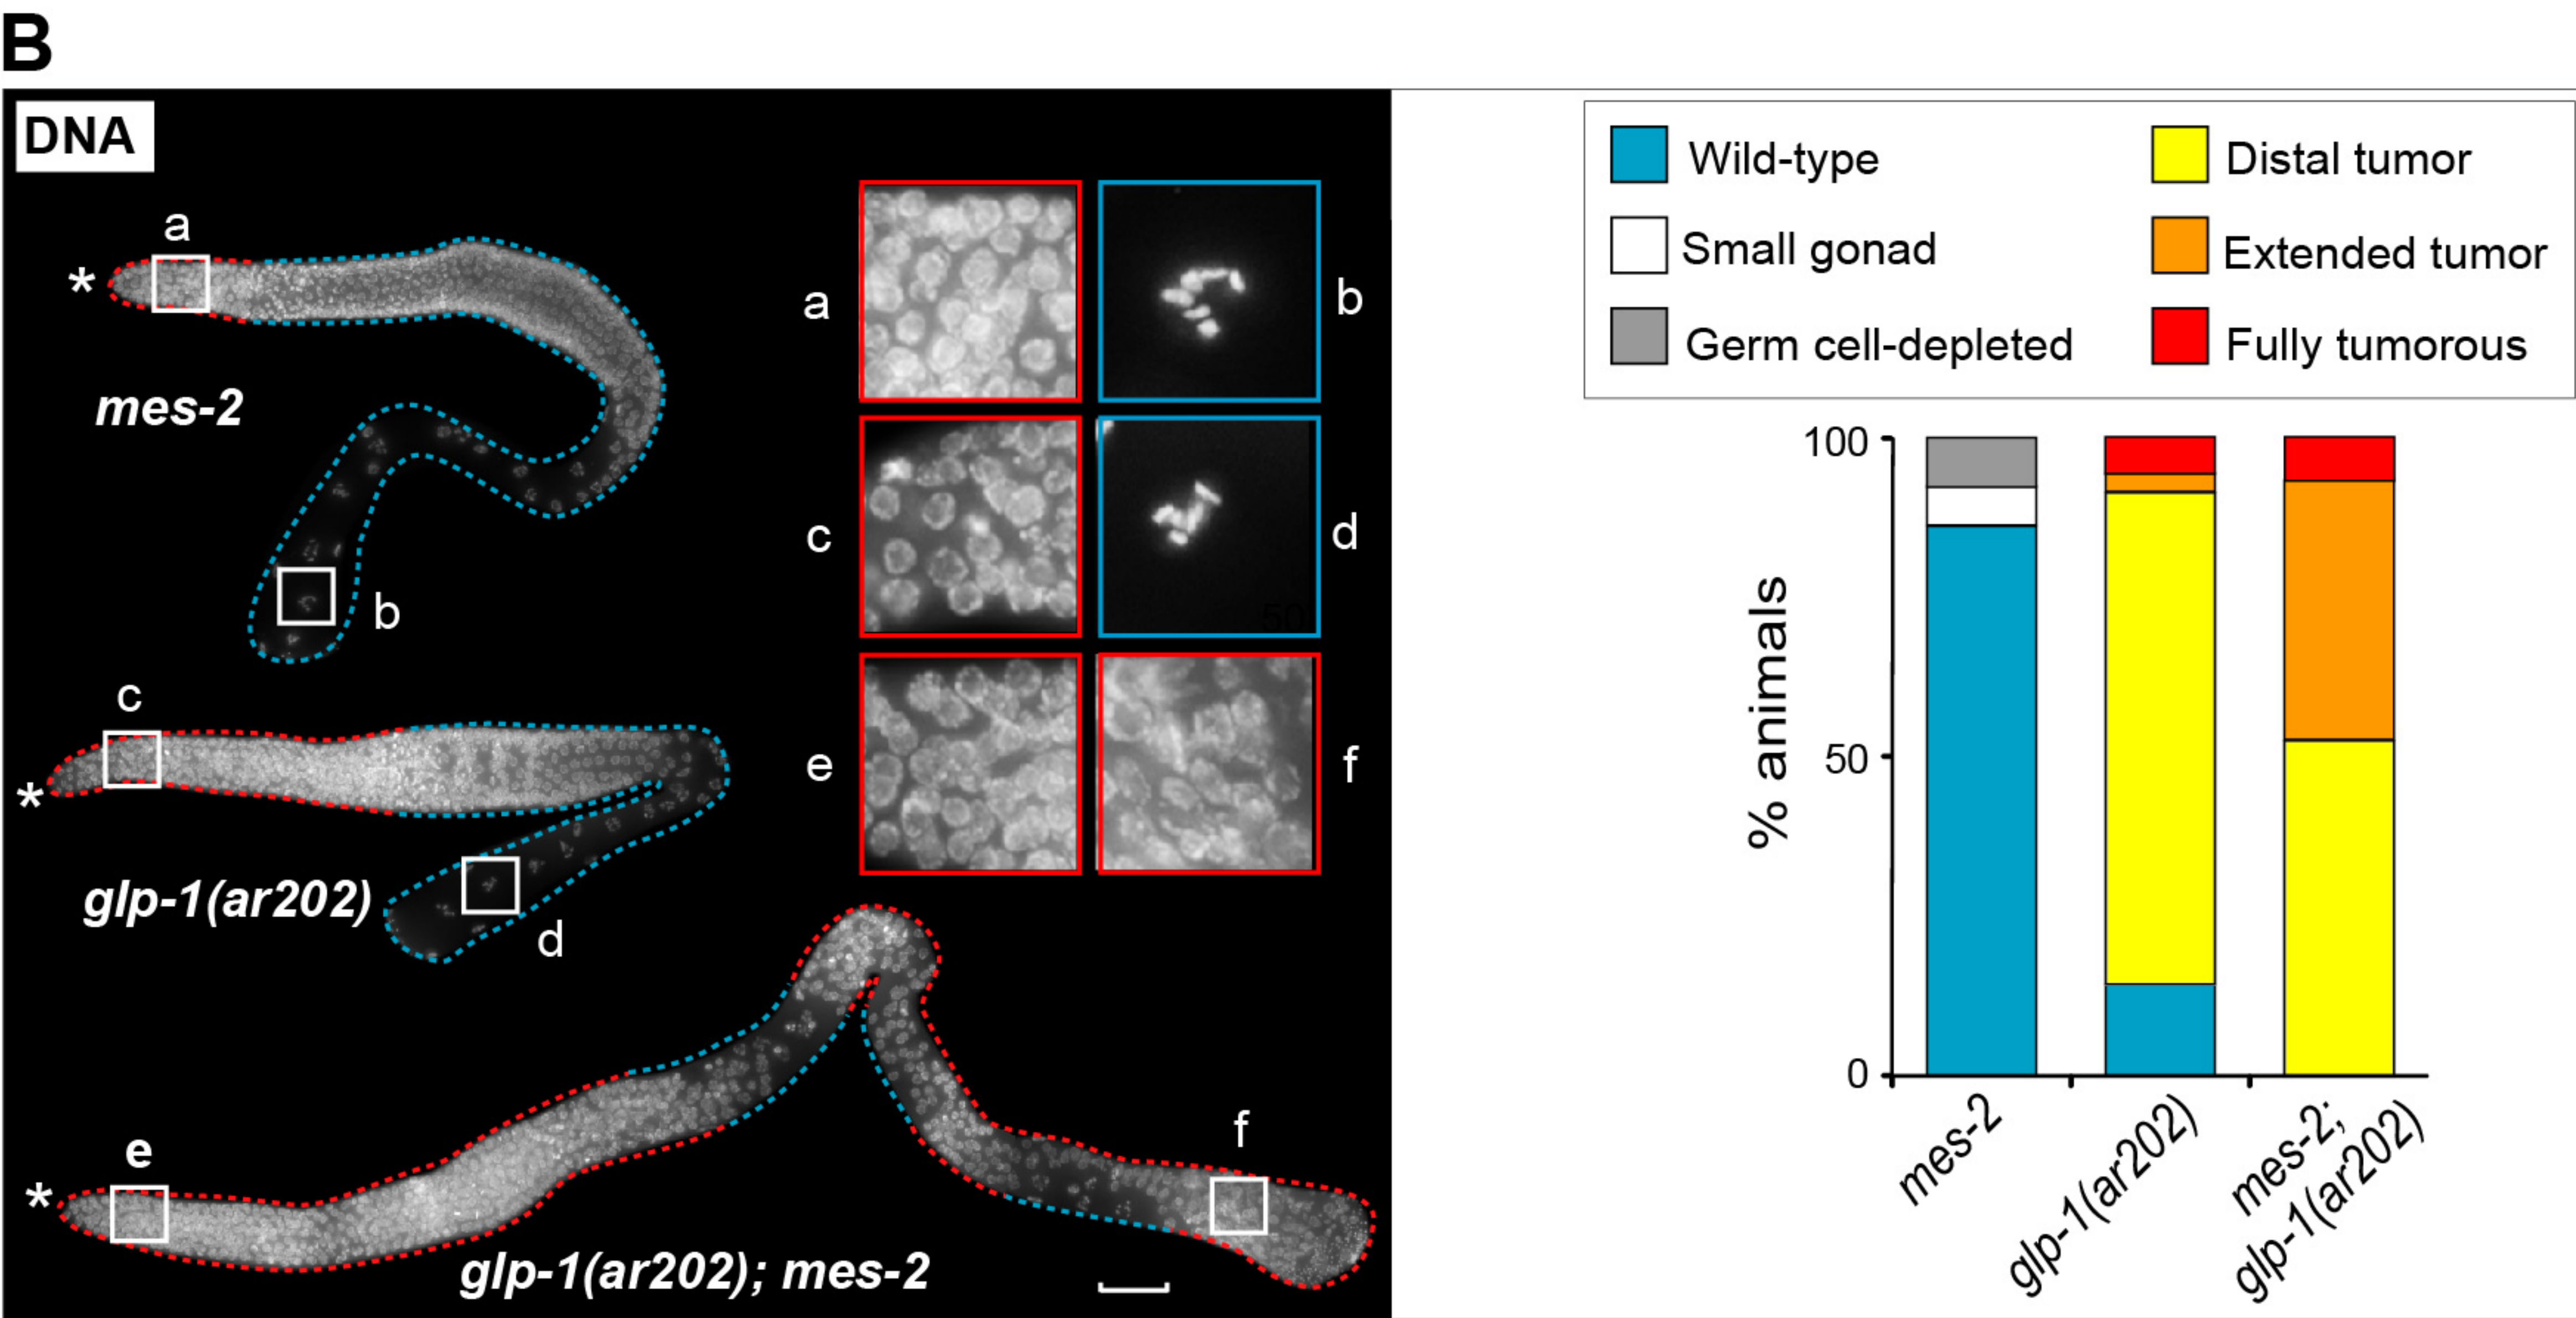 B
DNA
a
*
mes-2
b
c
*
glp-1(ar202)
d
e
*
f
glp-1(ar202); mes-2
a
b
c
d
50
e
f
Wild-type
Small gonad
Germ cell-depleted
Distal tumor
Extended tumor
Fully tumorous
% animals
100
50
0
mes-2
glp-1(ar202)
mes-2;
glp-1(ar202)